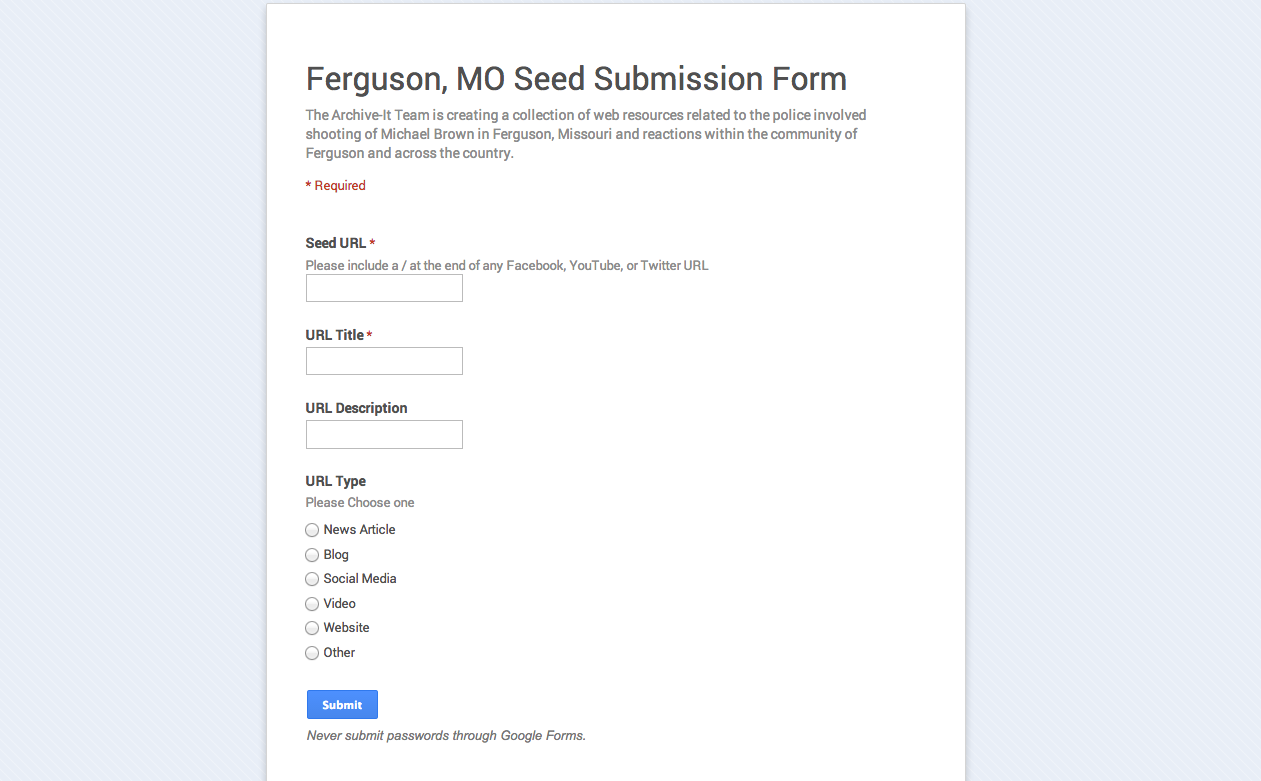 Ferguson, MO Seed Submission Form
The Archive-It Team is creating a collection of web resources related to the police involved
shooting of Michael Brown in Ferguson, Missouri and reactions within the community of
Ferguson and across the country.
* Required
Seed URL *
Please include a / at the end of any Facebook, YouTube, or Twitter URL
URL Title *
URL Description
URL Type
Please Choose one
News Article
Blog
Social Media
Video
Website
Other
Submit
Never submit passwords through Google Forms.